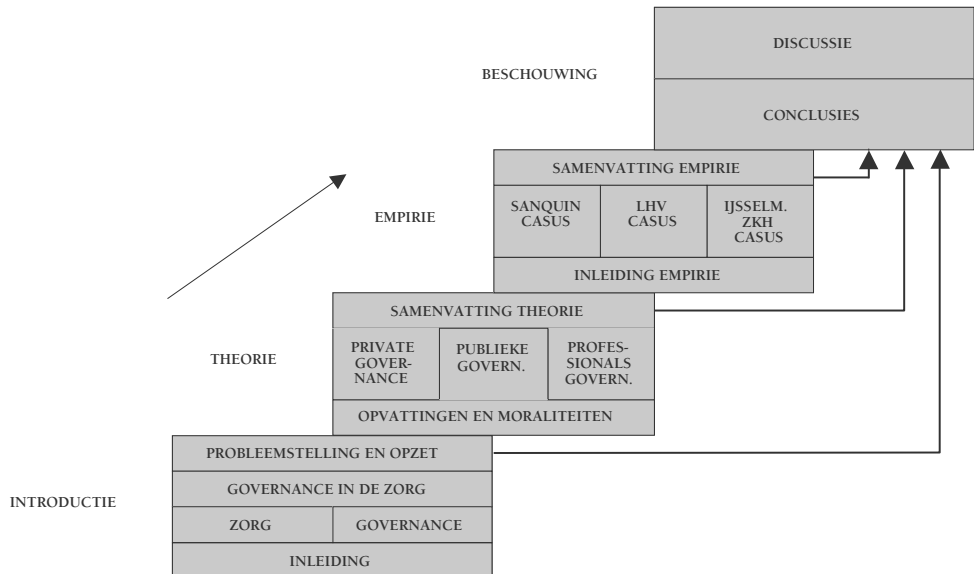 DISCUSSIE
BESCHOUWING
CONCLUSIES
SAMENVATTING EMPIRIE
EMPIRIE
SANQUIN
CASUS
LHV
CASUS
IJSSELM.
ZKH
CASUS
INLEIDING EMPIRIE
SAMENVATTING THEORIE
THEORIE
PRIVATE
GOVER-
NANCE
PUBLIEKE
GOVERN.
PROFES-
SIONALS
GOVERN.
OPVATTINGEN EN MORALITEITEN
PROBLEEMSTELLING EN OPZET
INTRODUCTIE
GOVERNANCE IN DE ZORG
ZORG
GOVERNANCE
INLEIDING